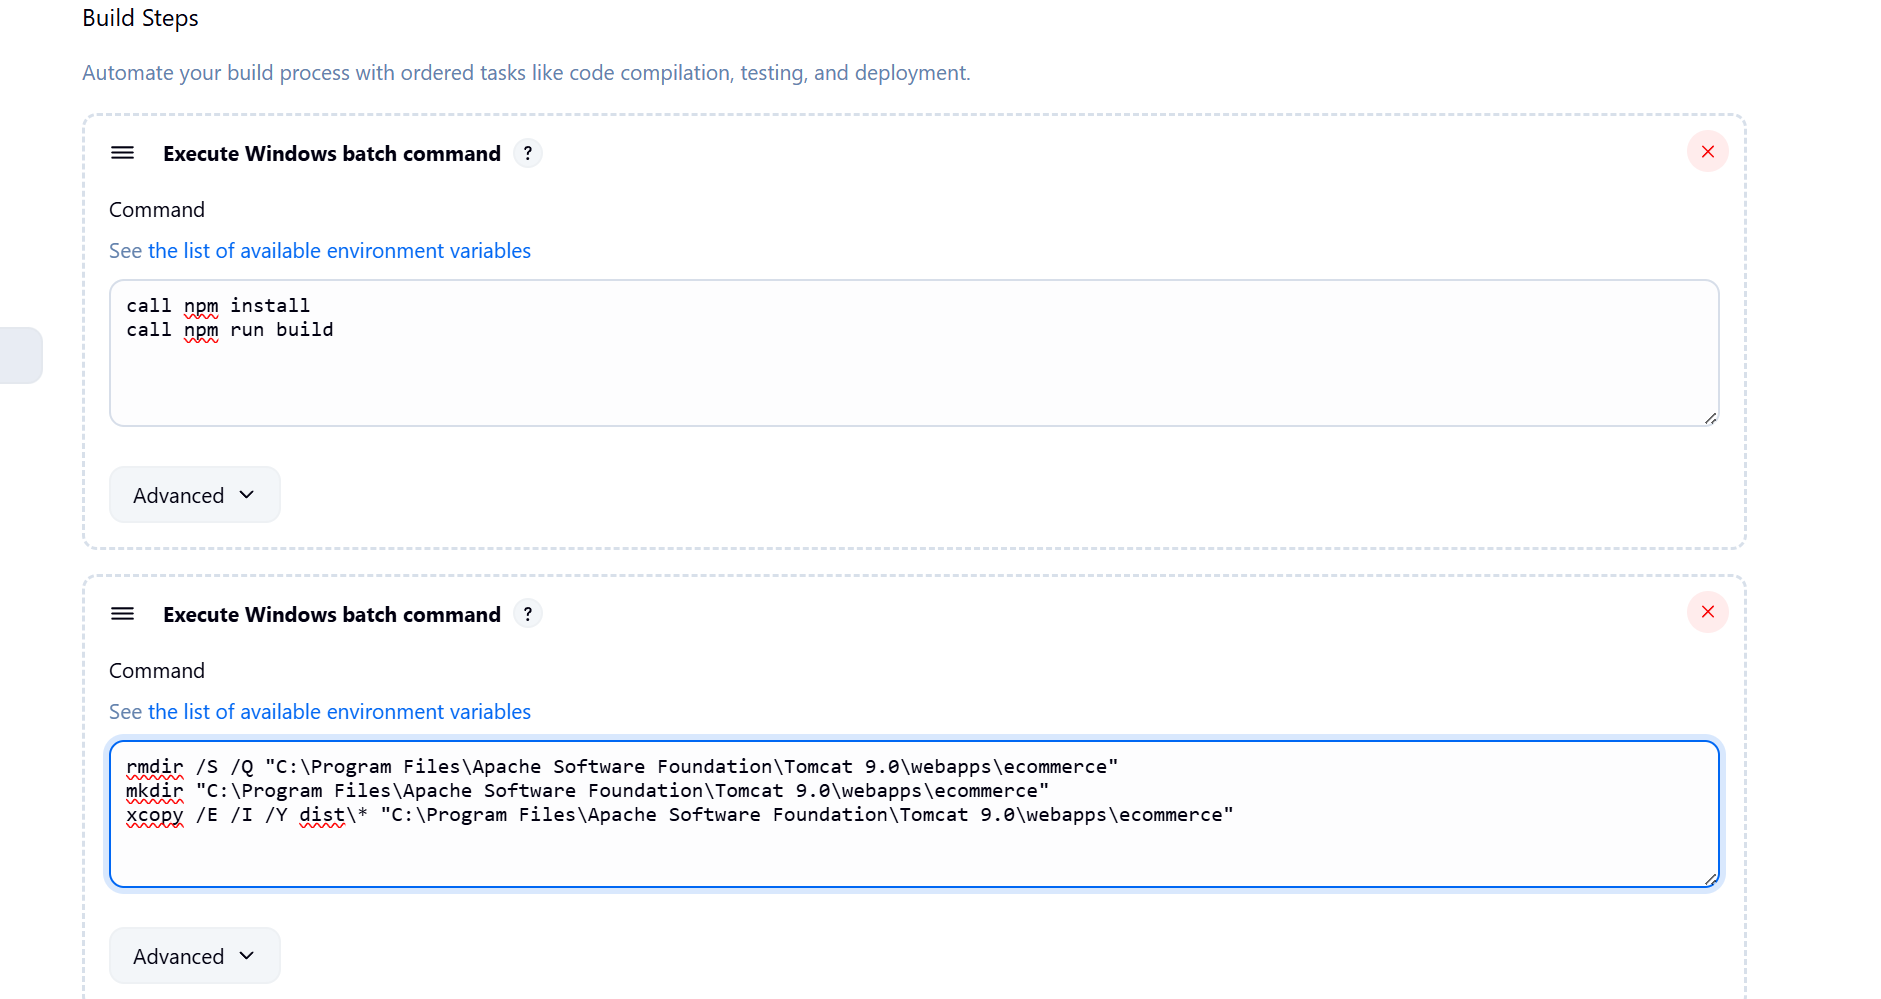 Build Steps
Automate your build process with ordered tasks like code compilation, testing, and deployment.
Execute Windows batch command ?
Command
See the list of available environment variables
call npm install
call npm run build
Advanced
Execute Windows batch command ?
Command
See the list of available environment variables
rmdir /S /Q "C:\Program Files\Apache Software Foundation\Tomcat 9.0\webapps\ecommerce"
mkdir "C:\Program Files\Apache Software Foundation\Tomcat 9.0\webapps\ecommerce"
xcopy /E /I /Y dist\* "C:\Program Files\Apache Software Foundation\Tomcat 9.0\webapps\ecommerce"
Advanced